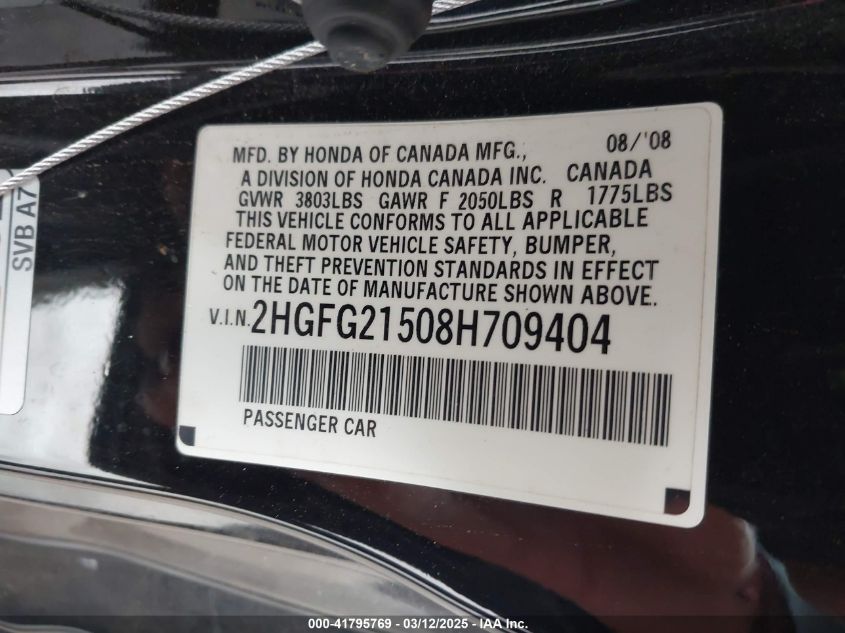 SVB A7
MFD. BY HONDA OF CANADA MFG., 08/'08
A DIVISION OF HONDA CANADA INC. CANADA
GVWR 3803LBS GAWR F 2050LBS R 1775LBS
THIS VEHICLE CONFORMS TO ALL APPLICABLE
FEDERAL MOTOR VEHICLE SAFETY, BUMPER,
AND THEFT PREVENTION STANDARDS IN EFFECT
ON THE DATE OF MANUFACTURE SHOWN ABOVE.
V.I.N. 2HGFG21508H709404
PASSENGER CAR
000-41795769 - 03/12/2025 - IAA Inc.